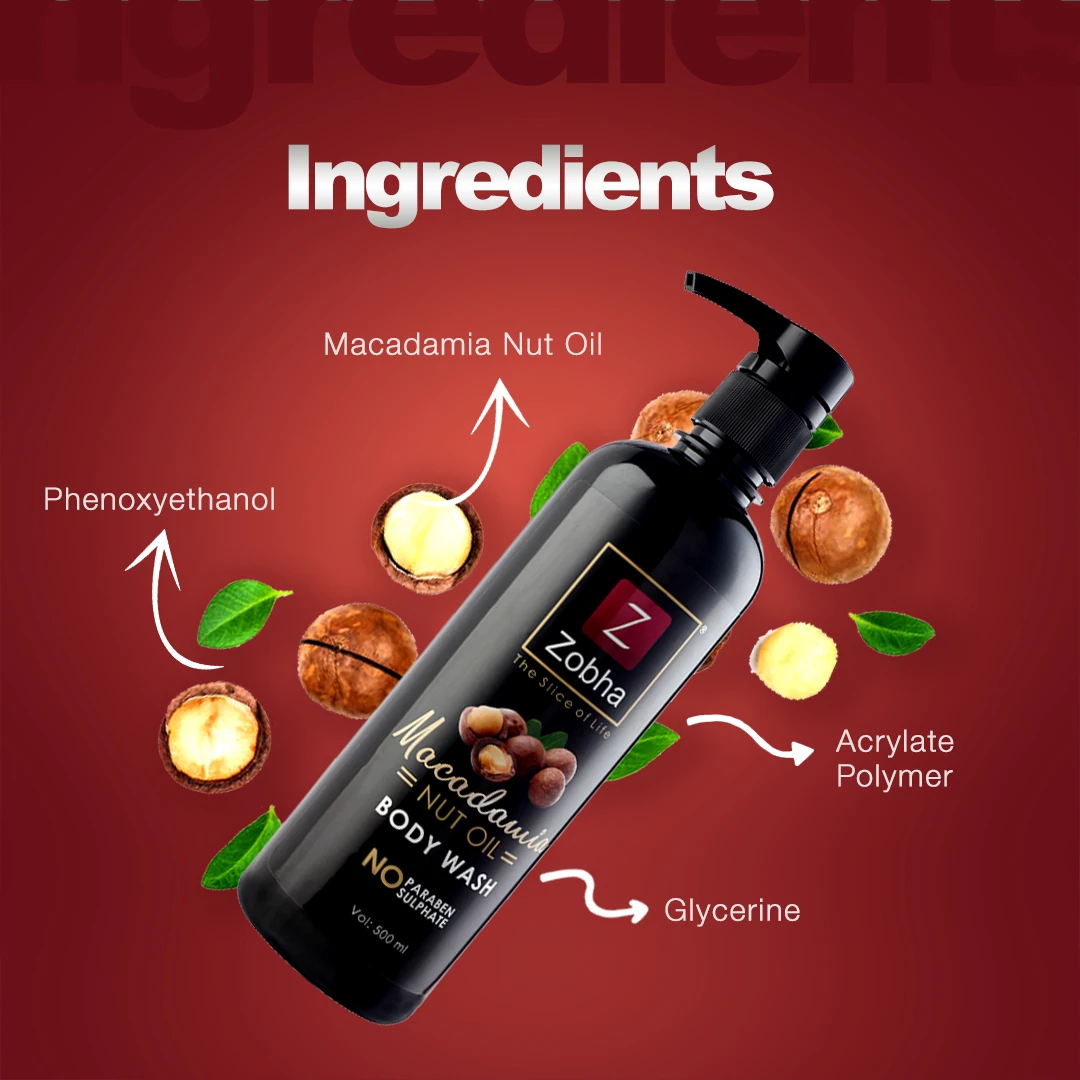 ngredients
Ingredients
Macadamia Nut Oil
Phenoxyethanol
Z
Zobha®
The Slice of Life
Macadamia
NUT OIL
BODY WASH
NO PARABEN
SULPHATE
Vol: 500 ml
Acrylate
Polymer
Glycerine